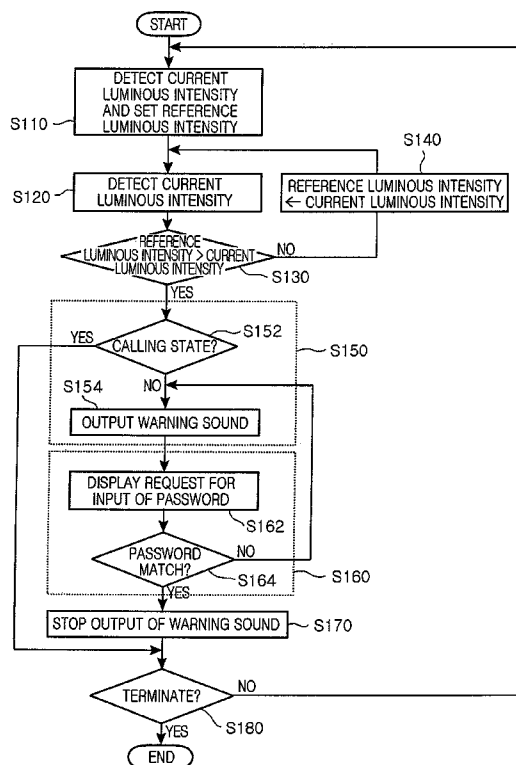 START
DETECT CURRENT
LUMINOUS INTENSITY
AND SET REFERENCE
LUMINOUS INTENSITY
S110
S140
DETECT CURRENT
LUMINOUS INTENSITY
S120
REFERENCE LUMINOUS INTENSITY
← CURRENT LUMINOUS INTENSITY
REFERENCE
LUMINOUS INTENSITY > CURRENT
LUMINOUS INTENSITY
NO
S130
YES
YES
S152
CALLING STATE?
S150
S154
NO
OUTPUT WARNING SOUND
DISPLAY REQUEST FOR
INPUT OF PASSWORD
S162
PASSWORD
MATCH?
NO
S164
S160
YES
STOP OUTPUT OF WARNING SOUND
S170
TERMINATE?
NO
S180
YES
END